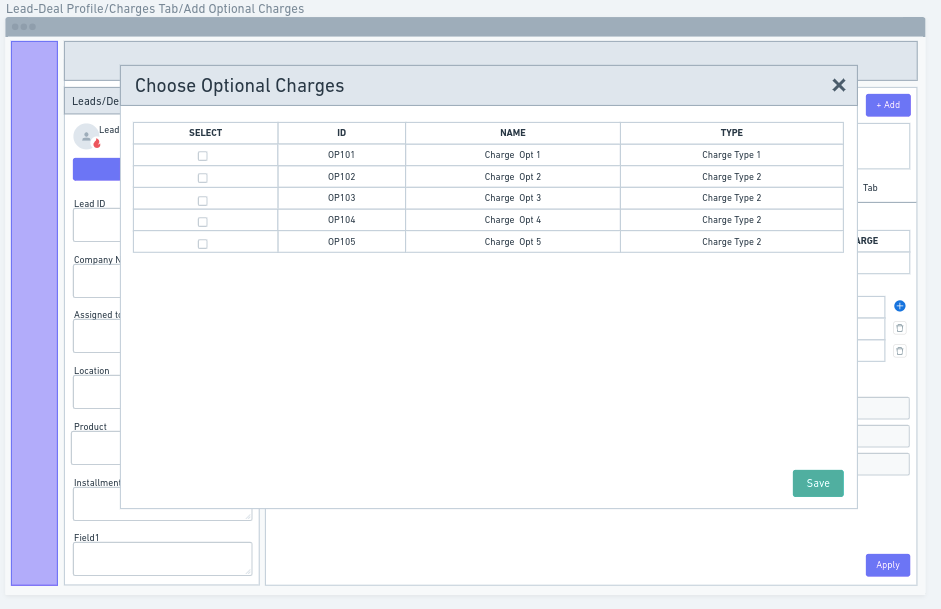 Lead-Deal Profile/Charges Tab/Add Optional Charges
Choose Optional Charges
Leads/De
+ Add
Lead
SELECT ID NAME TYPE
OP101 Charge Opt 1 Charge Type 1
OP102 Charge Opt 2 Charge Type 2
OP103 Charge Opt 3 Charge Type 2
OP104 Charge Opt 4 Charge Type 2
OP105 Charge Opt 5 Charge Type 2
Tab
Lead ID
ARGE
Company N
Assigned to
Location
Product
Installment
Save
Field1
Apply